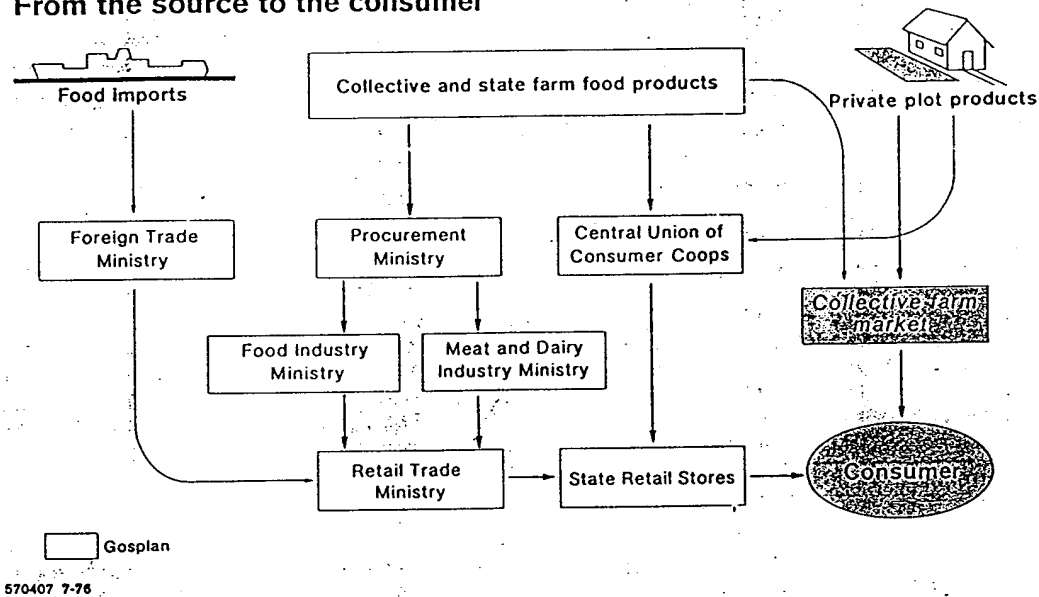 From the source to the consumer
Food Imports
Collective and state farm food products
Private plot products
Foreign Trade
Ministry
Procurement
Ministry
Central Union of
Consumer Coops
Collective farm
market
Food Industry
Ministry
Meat and Dairy
Industry Ministry
Retail Trade
Ministry
State Retail Stores
Consumer
Gosplan
570407 7-76